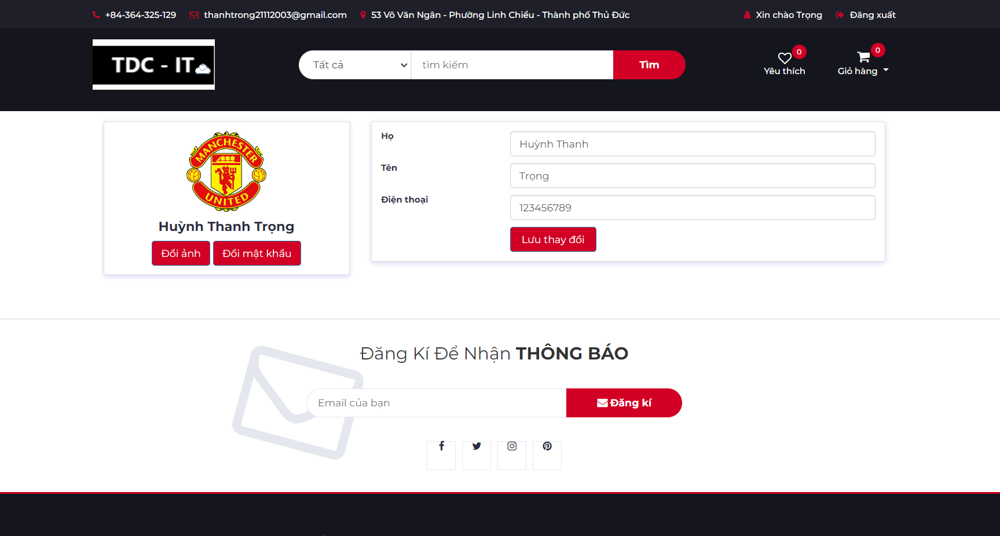 +84-364-325-129 thanhtrong21112003@gmail.com 53 Võ Văn Ngân - Phường Linh Chiểu - Thành phố Thủ Đức Xin chào Trọng Đăng xuất
TDC - IT
Tất cả tìm kiếm Tìm
0
Yêu thích
0
Giỏ hàng
MANCHESTER
UNITED
Huỳnh Thanh Trọng
Đổi ảnh Đổi mật khẩu
Họ Huỳnh Thanh
Tên Trọng
Điện thoại 123456789
Lưu thay đổi
Đăng Kí Để Nhận THÔNG BÁO
Email của bạn Đăng kí